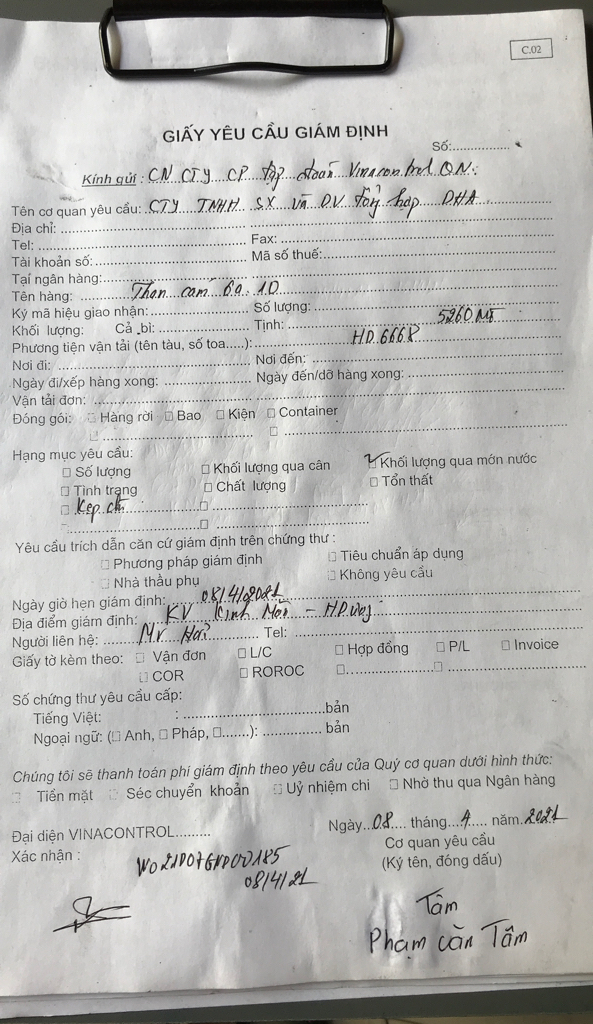 C.02
GIẤY YÊU CẦU GIÁM ĐỊNH
Số:................
Kính gửi : CN CTY CP tập đoàn Vinacontrol QN.
Tên cơ quan yêu cầu: CTY TNHH SX và DV tổng hợp DHA
Địa chỉ: ................
Tel: ................ Fax: ................
Tài khoản số: ................ Mã số thuế: ................
Tại ngân hàng: ................
Tên hàng: Than cám 6a. 1D
Ký mã hiệu giao nhận: ................ Số lượng: ................
Khối lượng: Cả bì: ................ Tịnh: 5260 MT
Phương tiện vận tải (tên tàu, số toa.....): HD.6668
Nơi đi: ................ Nơi đến: ................
Ngày đi/xếp hàng xong: ................ Ngày đến/dỡ hàng xong: ................
Vận tải đơn: ................
Đóng gói: □ Hàng rời □ Bao □ Kiện □ Container
□ ................ □ ................
Hạng mục yêu cầu:
□ Số lượng □ Khối lượng qua cân ☑ Khối lượng qua mớn nước
□ Tình trạng □ Chất lượng □ Tổn thất
□ Kẹp chì □ ................
□ ................ □ ................
Yêu cầu trích dẫn căn cứ giám định trên chứng thư :
□ Phương pháp giám định □ Tiêu chuẩn áp dụng
□ Nhà thầu phụ □ Không yêu cầu
Ngày giờ hẹn giám định: 08/4/2021
Địa điểm giám định: KV Kinh Môn - HDương
Người liên hệ: Mr Hải Tel: ................
Giấy tờ kèm theo: □ Vận đơn □ L/C □ Hợp đồng □ P/L □ Invoice
□ COR □ ROROC □ ................ □ ................
Số chứng thư yêu cầu cấp:
Tiếng Việt: : ................bản
Ngoại ngữ: (□ Anh, □ Pháp, □.......): ................ bản
Chúng tôi sẽ thanh toán phí giám định theo yêu cầu của Quý cơ quan dưới hình thức:
□ Tiền mặt □ Séc chuyển khoản □ Uỷ nhiệm chi □ Nhờ thu qua Ngân hàng
Ngày 08 tháng 4 năm 2021
Đại diện VINACONTROL.........
Cơ quan yêu cầu
Xác nhận :
(Ký tên, đóng dấu)
08/4/21
Tâm
Phạm văn Tâm